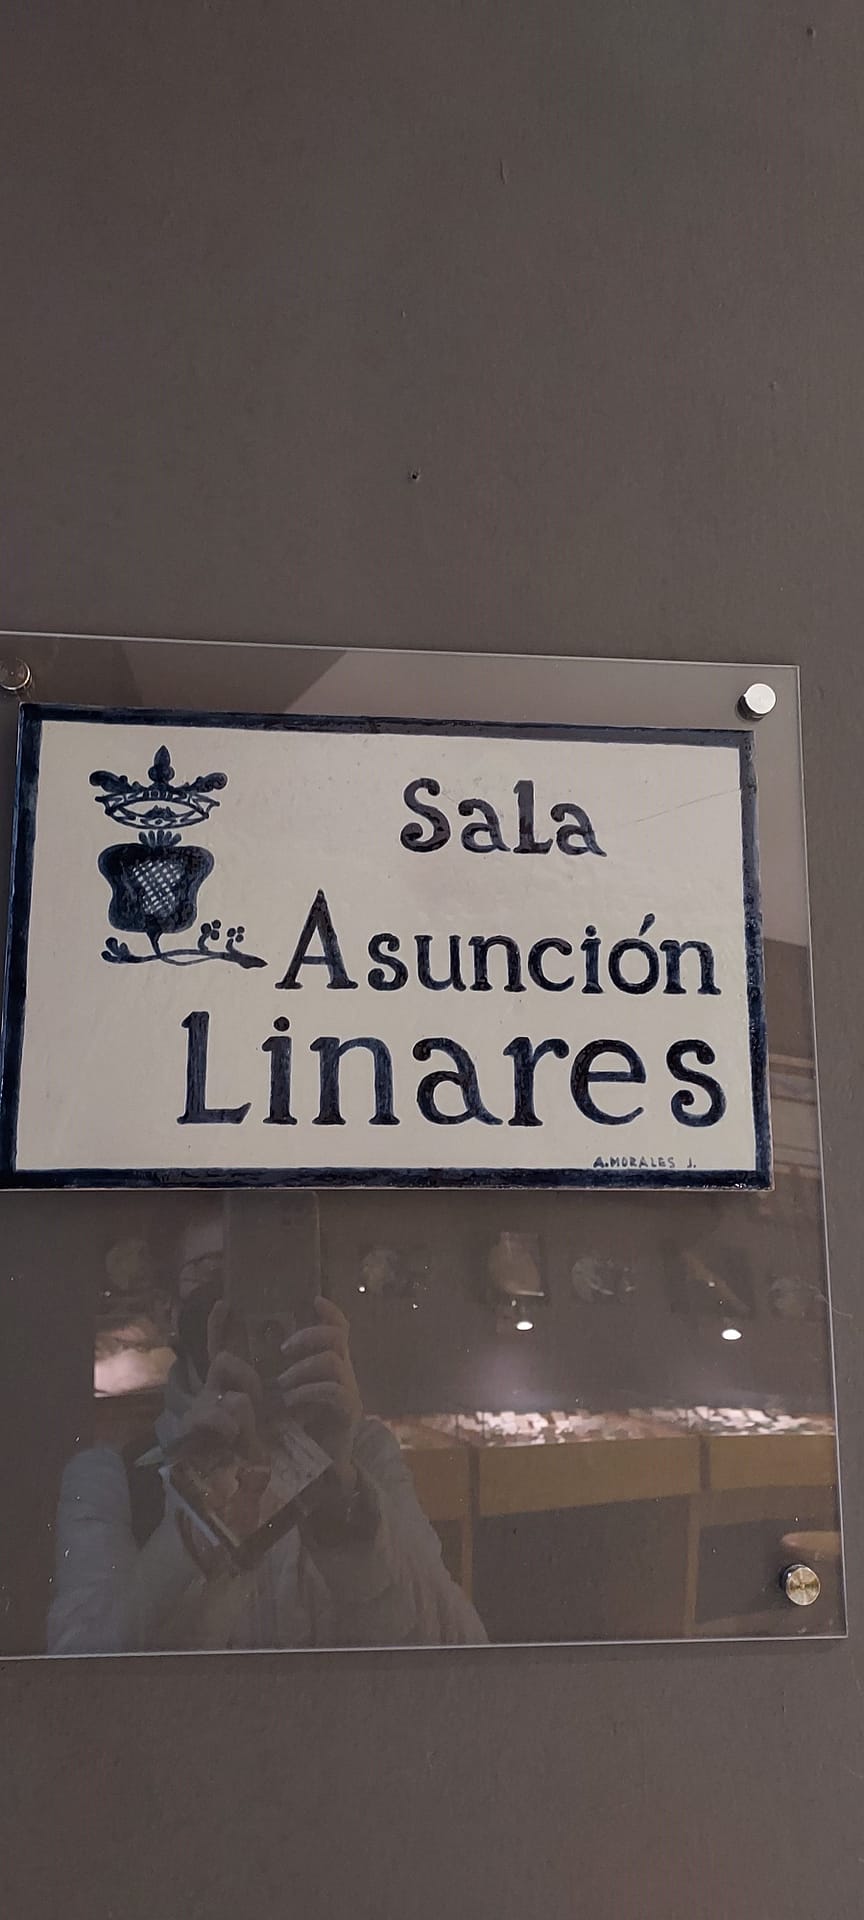 Sala
Asunción
Linares
A.MORALES J.